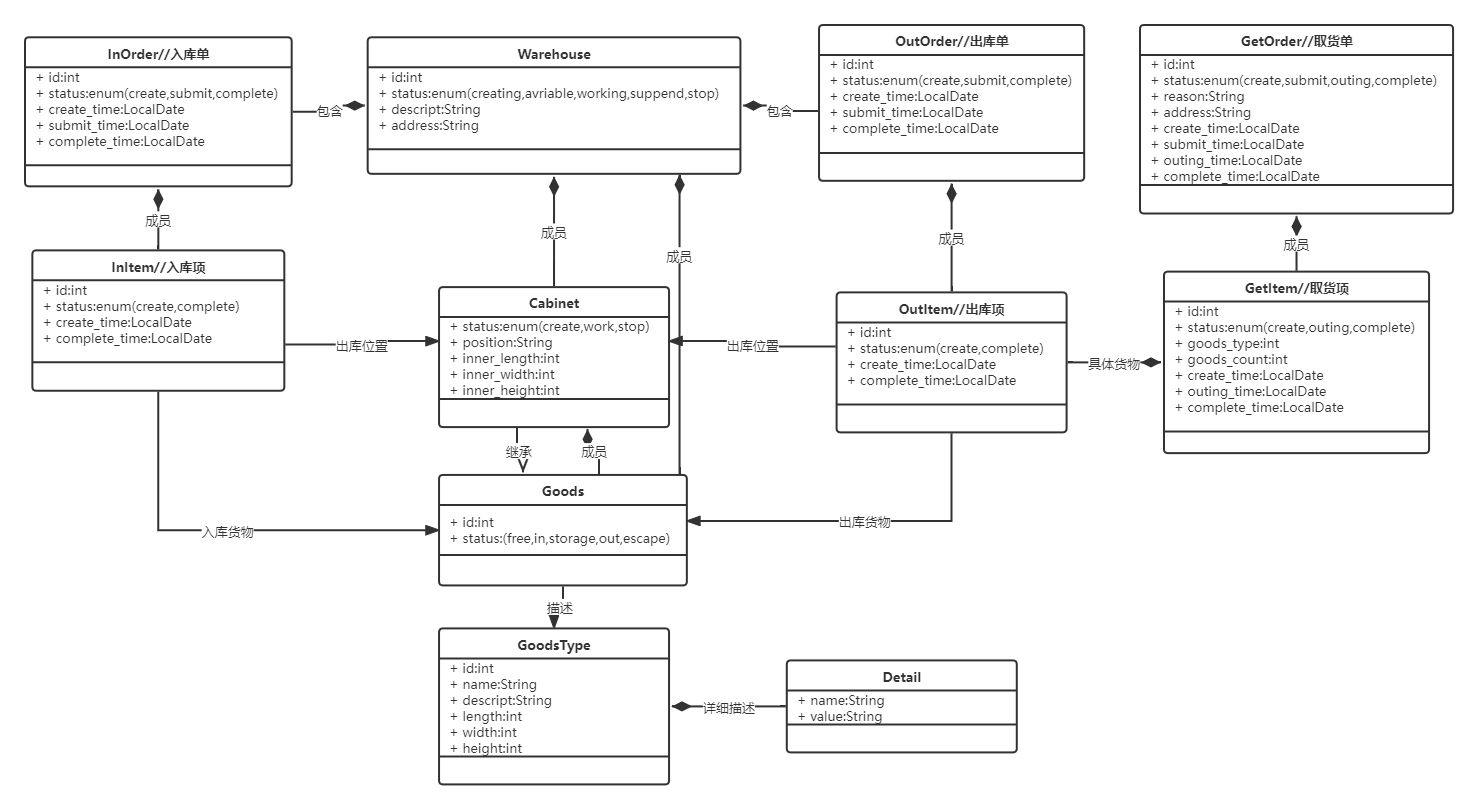 InOrder//入库单
+ id:int
+ status:enum(create,submit,complete)
+ create_time:LocalDate
+ submit_time:LocalDate
+ complete_time:LocalDate
包含
Warehouse
+ id:int
+ status:enum(creating,avriable,working,suppend,stop)
+ descript:String
+ address:String
包含
OutOrder//出库单
+ id:int
+ status:enum(create,submit,complete)
+ create_time:LocalDate
+ submit_time:LocalDate
+ complete_time:LocalDate
GetOrder//取货单
+ id:int
+ status:enum(create,submit,outing,complete)
+ reason:String
+ address:String
+ create_time:LocalDate
+ submit_time:LocalDate
+ outing_time:LocalDate
+ complete_time:LocalDate
成员
成员
成员
成员
成员
InItem//入库项
+ id:int
+ status:enum(create,complete)
+ create_time:LocalDate
+ complete_time:LocalDate
出库位置
Cabinet
+ status:enum(create,work,stop)
+ position:String
+ inner_length:int
+ inner_width:int
+ inner_height:int
出库位置
OutItem//出库项
+ id:int
+ status:enum(create,complete)
+ create_time:LocalDate
+ complete_time:LocalDate
具体货物
GetItem//取货项
+ id:int
+ status:enum(create,outing,complete)
+ goods_type:int
+ goods_count:int
+ create_time:LocalDate
+ outing_time:LocalDate
+ complete_time:LocalDate
继承
成员
入库货物
Goods
+ id:int
+ status:(free,in,storage,out,escape)
出库货物
描述
GoodsType
+ id:int
+ name:String
+ descript:String
+ length:int
+ width:int
+ height:int
详细描述
Detail
+ name:String
+ value:String